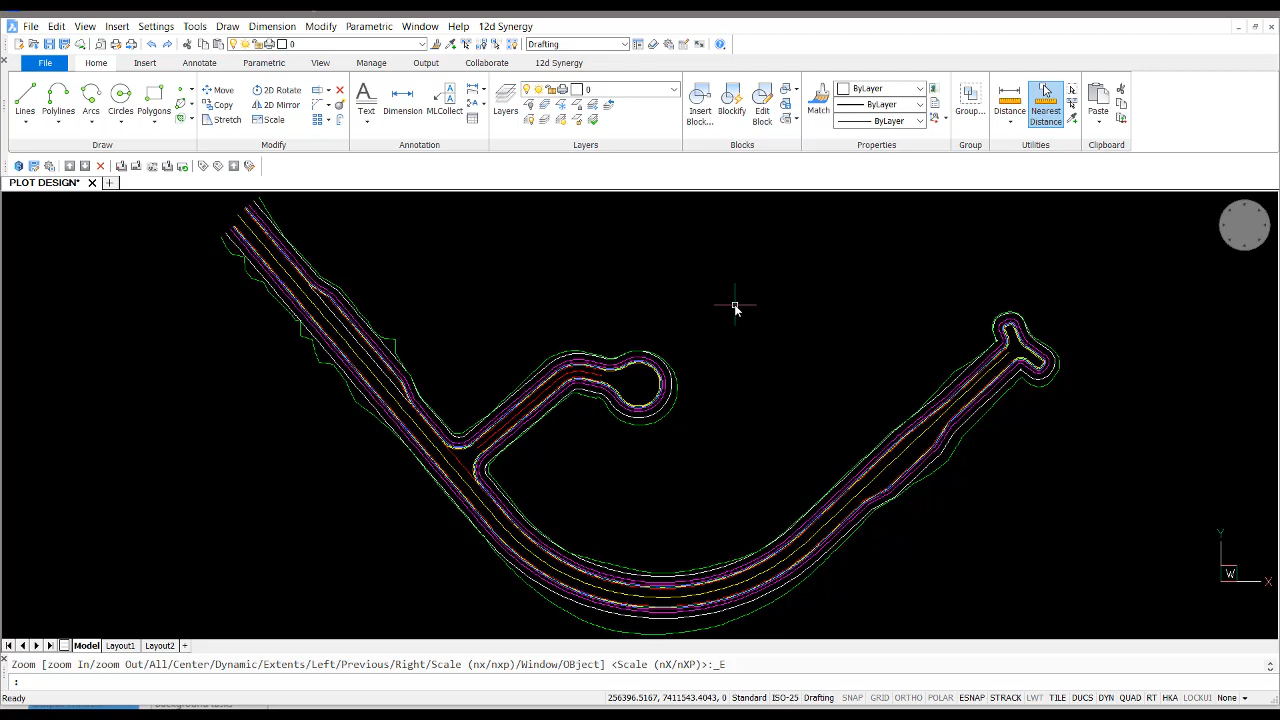 File Edit View Insert Settings Tools Draw Dimension Modify Parametric Window Help 12d Synergy
0 Drafting
File Home Insert Annotate Parametric View Manage Output Collaborate 12d Synergy
Lines Polylines Arcs Circles Polygons
Move 2D Rotate
Copy 2D Mirror
Stretch Scale
Text Dimension MLCollect
Layers 0
Insert Block... Blockify Edit Block
Match ByLayer
ByLayer
ByLayer
Group... Distance Nearest Distance Paste
Draw Modify Annotation Layers Blocks Properties Group Utilities Clipboard
PLOT DESIGN*
Y
W X
Model Layout1 Layout2 +
Zoom [zoom In/zoom Out/All/Center/Dynamic/Extents/Left/Previous/Right/Scale (nx/nxp)/Window/OBject] <Scale (nX/nXP)>:_E
:
Ready 256396.5167, 7411543.4043, 0 Standard ISO-25 Drafting SNAP GRID ORTHO POLAR ESNAP STRACK LWT TILE DUCS DYN QUAD RT HKA LOCKUI None